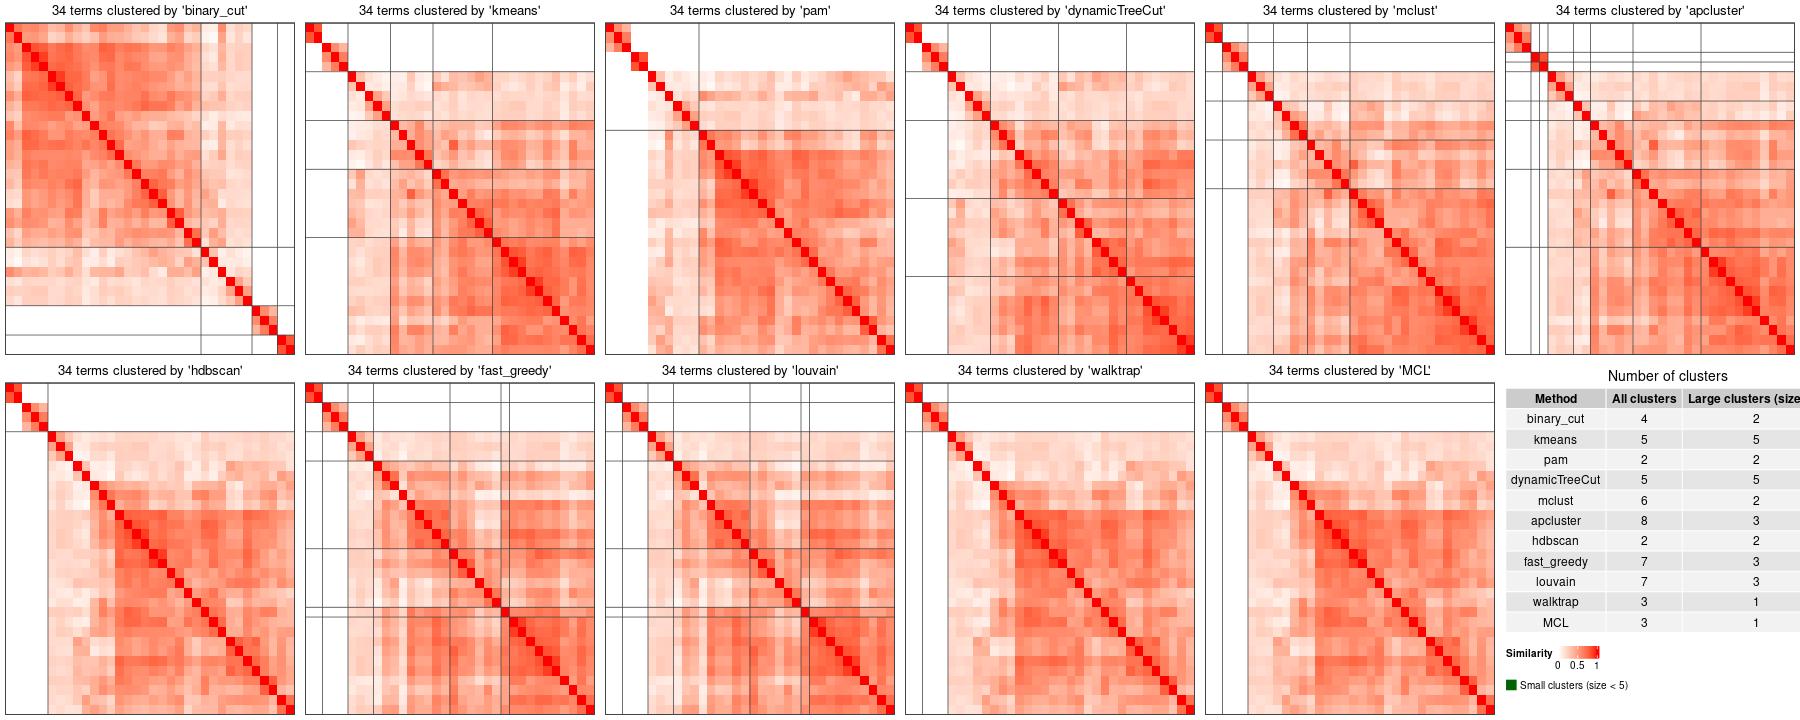 34 terms clustered by 'binary_cut'
34 terms clustered by 'kmeans'
34 terms clustered by 'pam'
34 terms clustered by 'dynamicTreeCut'
34 terms clustered by 'mclust'
34 terms clustered by 'apcluster'
34 terms clustered by 'hdbscan'
34 terms clustered by 'fast_greedy'
34 terms clustered by 'louvain'
34 terms clustered by 'walktrap'
34 terms clustered by 'MCL'
Number of clusters
Method All clusters Large clusters (size
binary_cut 4 2
kmeans 5 5
pam 2 2
dynamicTreeCut 5 5
mclust 6 2
apcluster 8 3
hdbscan 2 2
fast_greedy 7 3
louvain 7 3
walktrap 3 1
MCL 3 1
Similarity
0 0.5 1
Small clusters (size < 5)